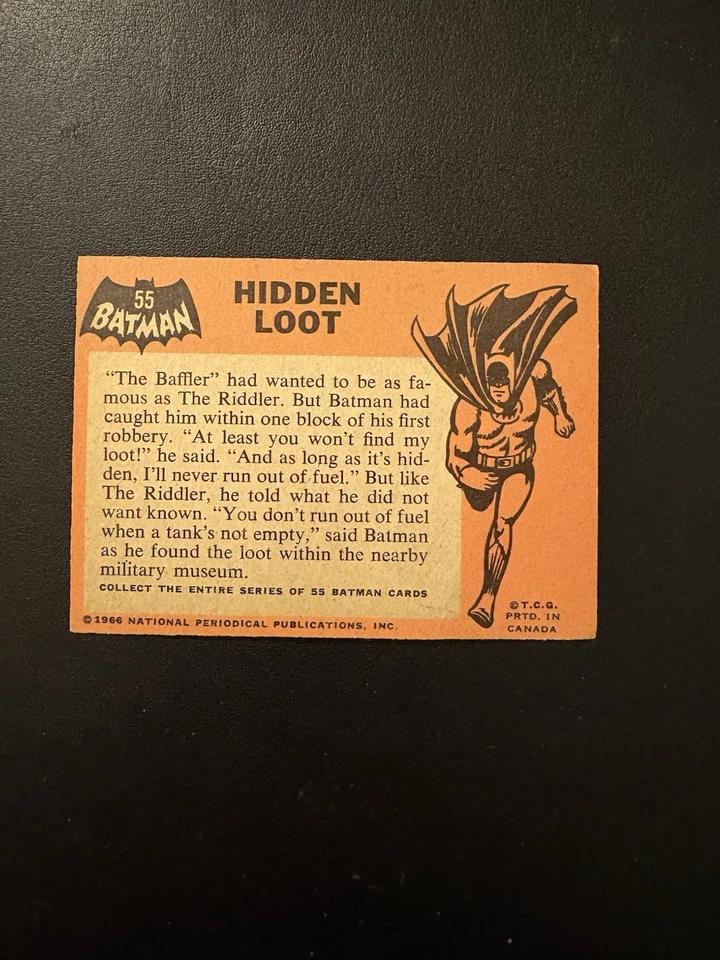 55
BATMAN
HIDDEN
LOOT
“The Baffler” had wanted to be as fa-
mous as The Riddler. But Batman had
caught him within one block of his first
robbery. “At least you won’t find my
loot!” he said. “And as long as it’s hid-
den, I’ll never run out of fuel.” But like
The Riddler, he told what he did not
want known. “You don’t run out of fuel
when a tank’s not empty,” said Batman
as he found the loot within the nearby
military museum.
COLLECT THE ENTIRE SERIES OF 55 BATMAN CARDS
©1966 NATIONAL PERIODICAL PUBLICATIONS, INC.
©T.C.G.
PRTD. IN
CANADA